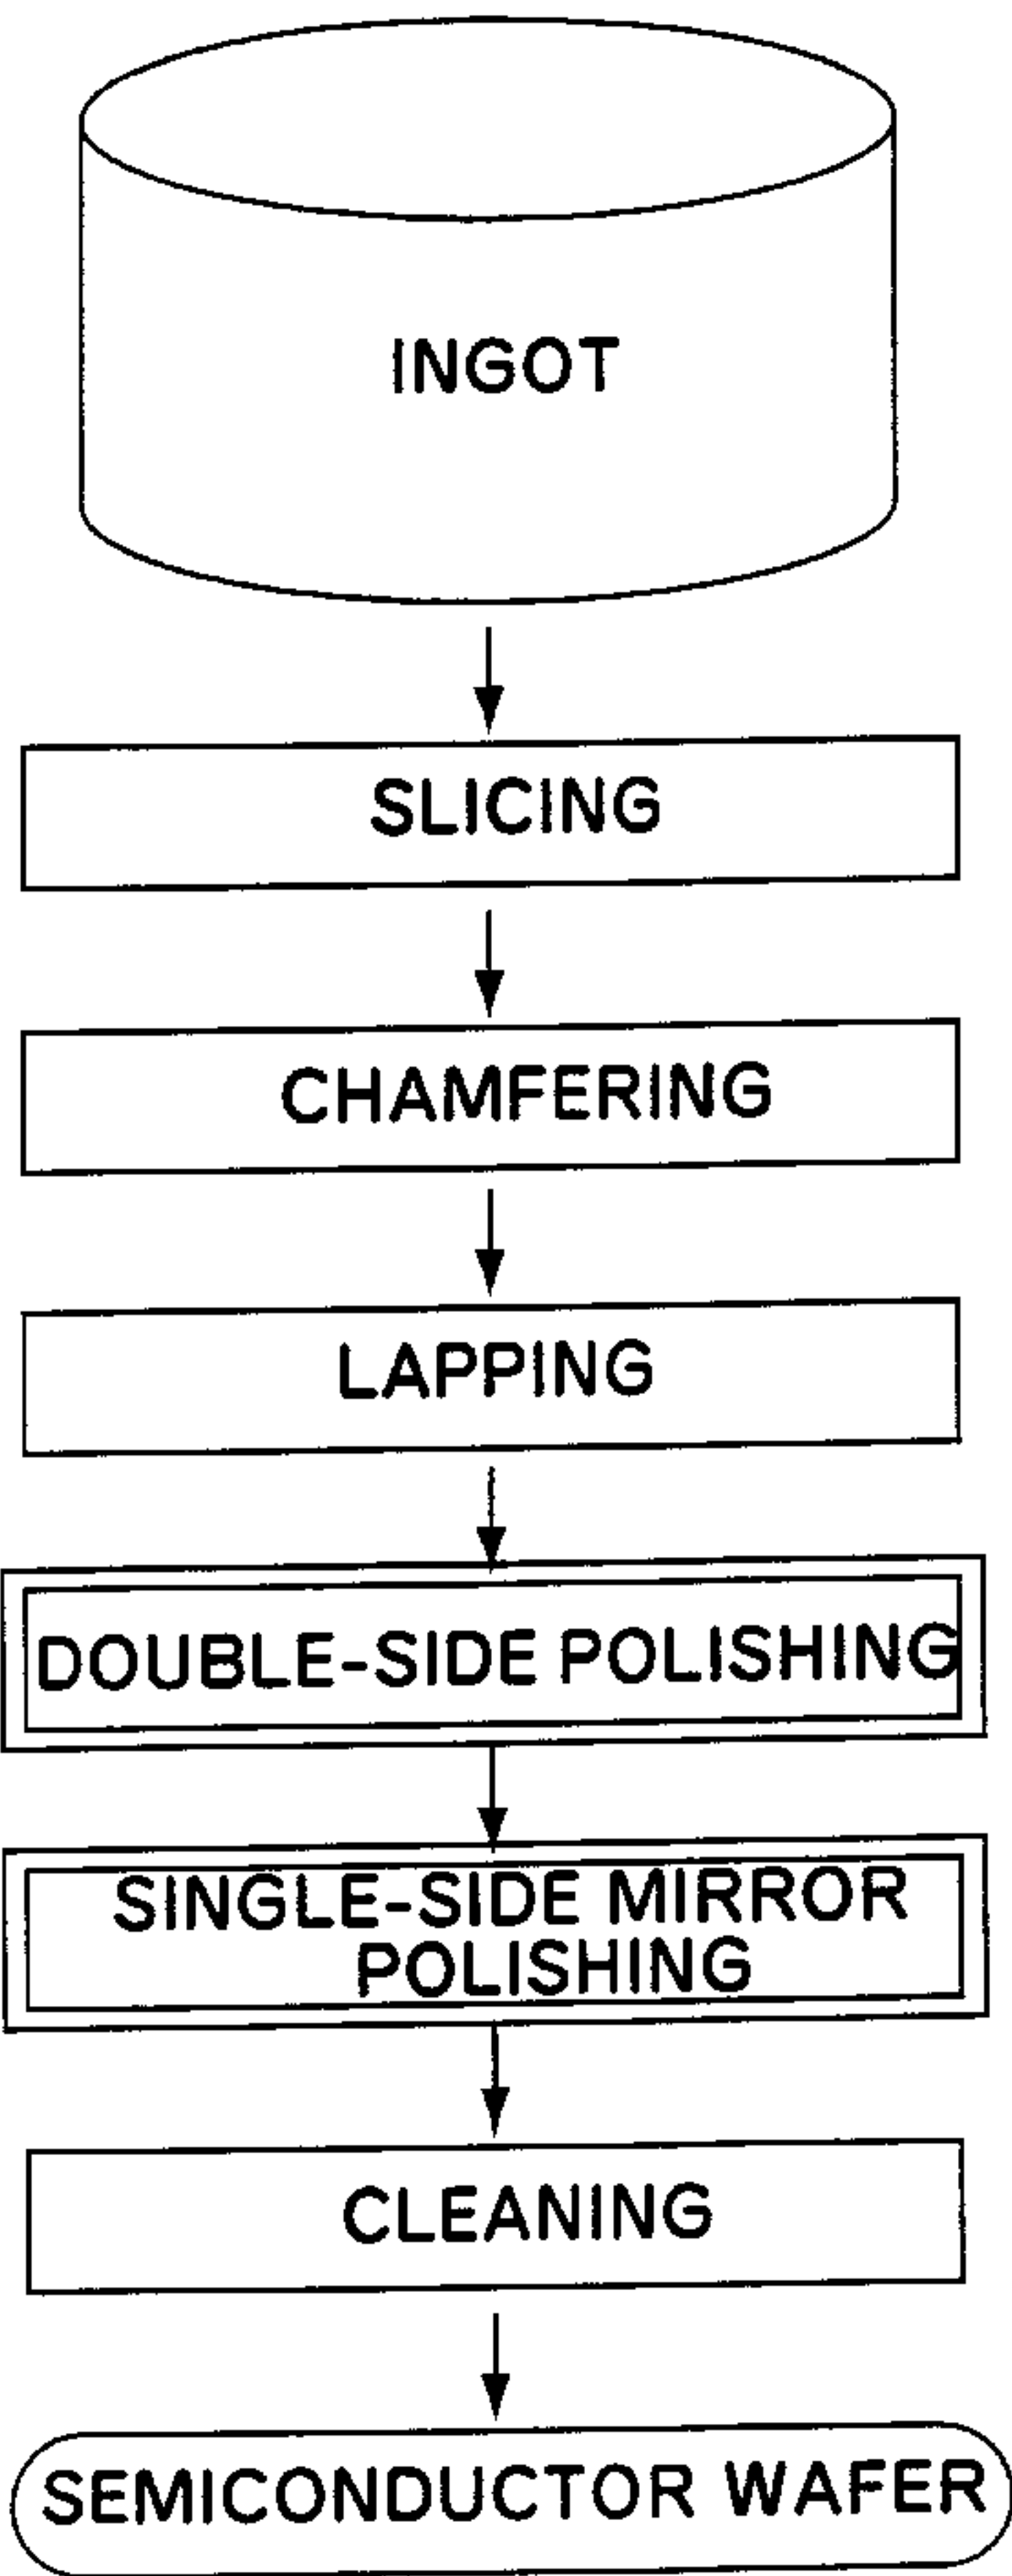 INGOT
SLICING
CHAMFERING
LAPPING
DOUBLE-SIDE POLISHING
SINGLE-SIDE MIRROR
POLISHING
CLEANING
SEMICONDUCTOR WAFER